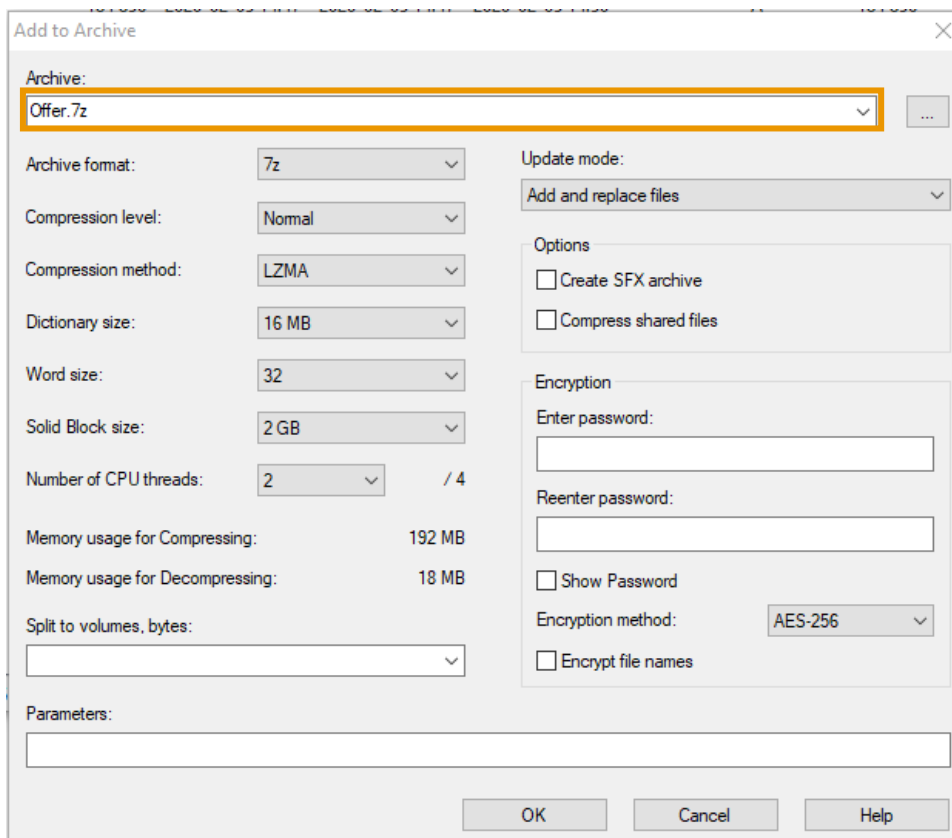 Add to Archive
Archive:
Offer.7z
...
Archive format:
7z
Compression level:
Normal
Compression method:
LZMA
Dictionary size:
16 MB
Word size:
32
Solid Block size:
2 GB
Number of CPU threads:
2
/ 4
Memory usage for Compressing:
192 MB
Memory usage for Decompressing:
18 MB
Split to volumes, bytes:
Update mode:
Add and replace files
Options
Create SFX archive
Compress shared files
Encryption
Enter password:
Reenter password:
Show Password
Encryption method:
AES-256
Encrypt file names
Parameters:
OK
Cancel
Help